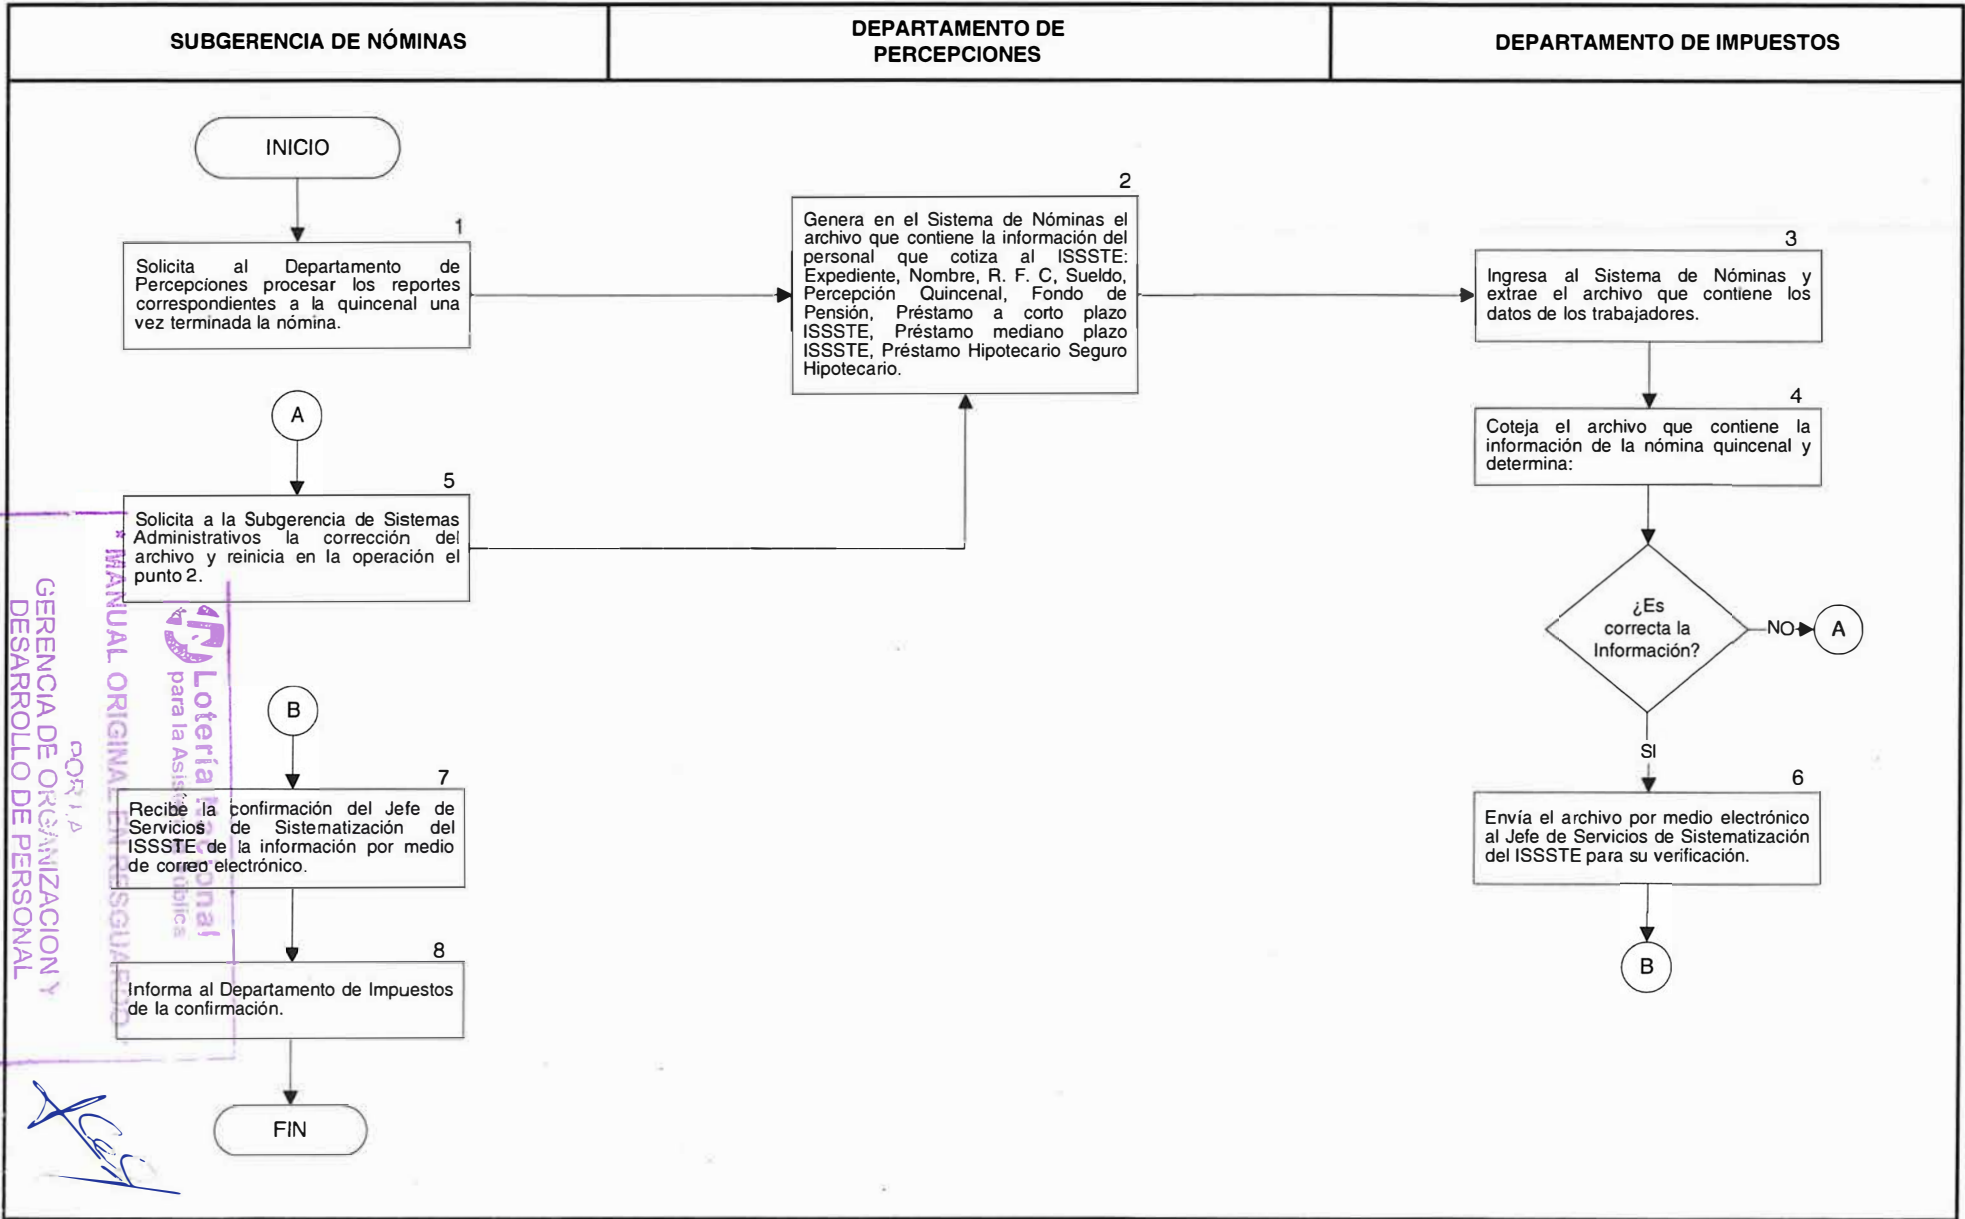 SUBGERENCIA DE NÓMINAS
DEPARTAMENTO DE
PERCEPCIONES
DEPARTAMENTO DE IMPUESTOS
INICIO
1
Solicita al Departamento de
Percepciones procesar los reportes
correspondientes a la quincenal una
vez terminada la nómina.
2
Genera en el Sistema de Nóminas el
archivo que contiene la información del
personal que cotiza al ISSSTE:
Expediente, Nombre, R. F. C, Sueldo,
Percepción Quincenal, Fondo de
Pensión, Préstamo a corto plazo
ISSSTE, Préstamo mediano plazo
ISSSTE, Préstamo Hipotecario Seguro
Hipotecario.
3
Ingresa al Sistema de Nóminas y
extrae el archivo que contiene los
datos de los trabajadores.
4
Coteja el archivo que contiene la
información de la nómina quincenal y
determina:
¿Es
correcta la
Información?
NO
A
SI
6
Envía el archivo por medio electrónico
al Jefe de Servicios de Sistematización
del ISSSTE para su verificación.
B
A
5
Solicita a la Subgerencia de Sistemas
Administrativos la corrección del
archivo y reinicia en la operación el
punto 2.
B
7
Recibe la confirmación del Jefe de
Servicios de Sistematización del
ISSSTE de la información por medio
de correo electrónico.
8
Informa al Departamento de Impuestos
de la confirmación.
FIN
Lotería Nacional
para la Asistencia Pública
* MANUAL ORIGINAL EN RESGUARDO
POR LA
GERENCIA DE ORGANIZACION Y
DESARROLLO DE PERSONAL